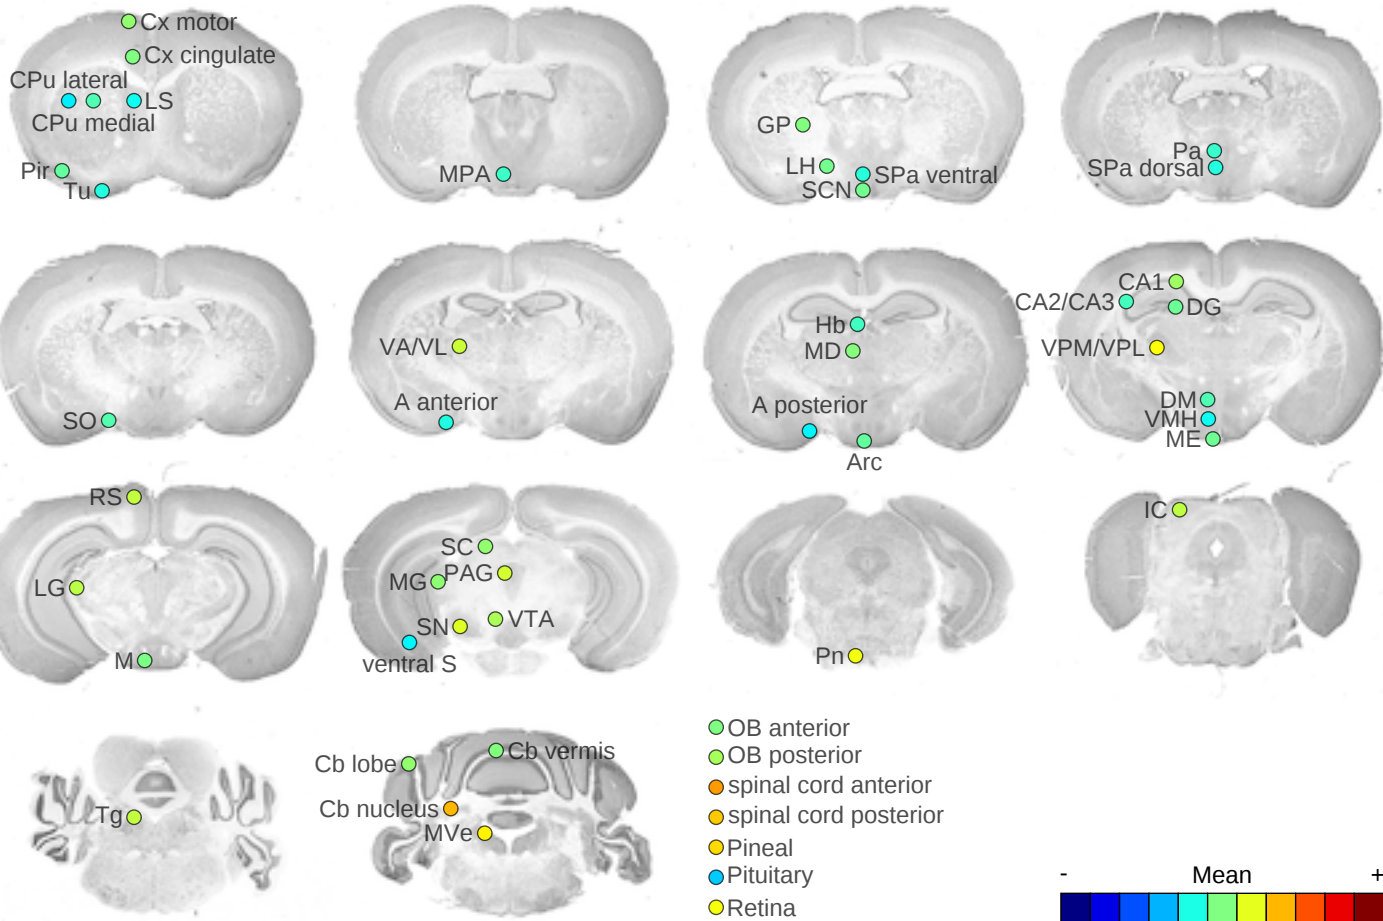 Cx motor
Cx cingulate
CPu lateral
LS
CPu medial
Pir
Tu
MPA
GP
LH
SPa ventral
SCN
Pa
SPa dorsal
SO
VA/VL
A anterior
Hb
MD
A posterior
Arc
CA1
CA2/CA3
DG
VPM/VPL
DM
VMH
ME
RS
LG
M
SC
MG
PAG
SN
VTA
ventral S
Pn
IC
Tg
Cb lobe
Cb vermis
Cb nucleus
MVe
OB anterior
OB posterior
spinal cord anterior
spinal cord posterior
Pineal
Pituitary
Retina
- Mean +